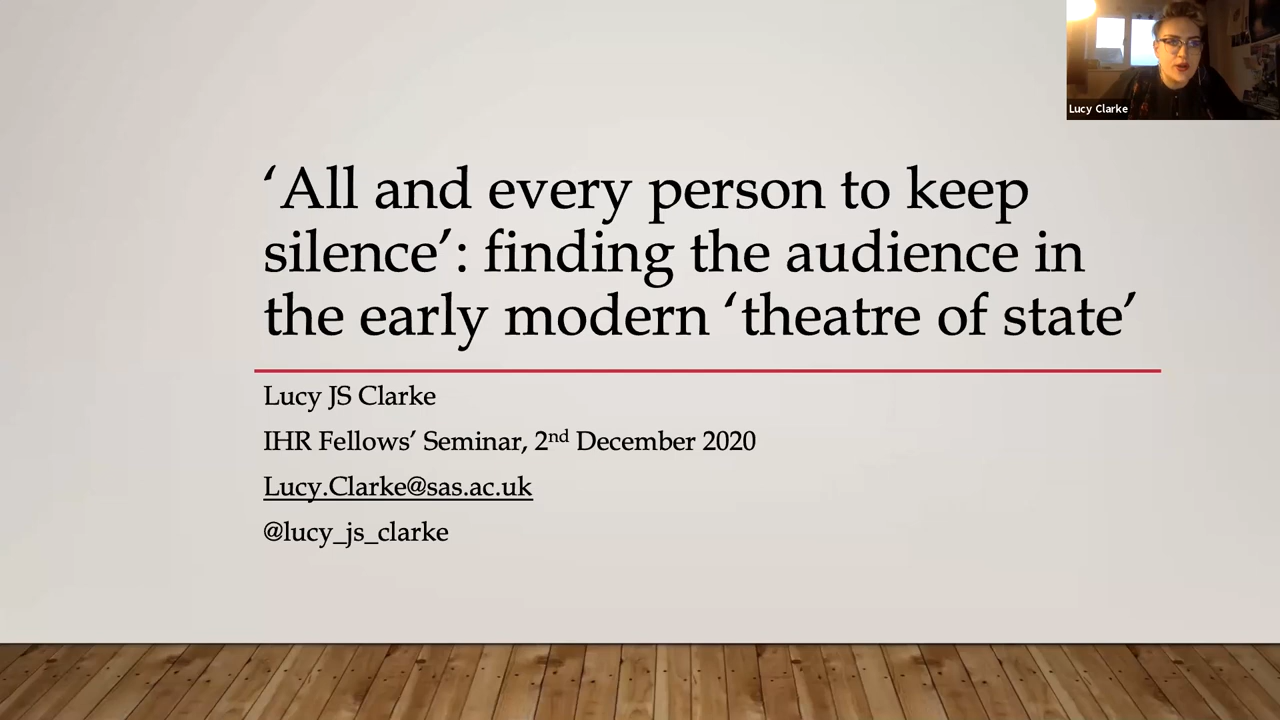 Lucy Clarke
‘All and every person to keep
silence’: finding the audience in
the early modern ‘theatre of state’
Lucy JS Clarke
IHR Fellows’ Seminar, 2nd December 2020
Lucy.Clarke@sas.ac.uk
@lucy_js_clarke